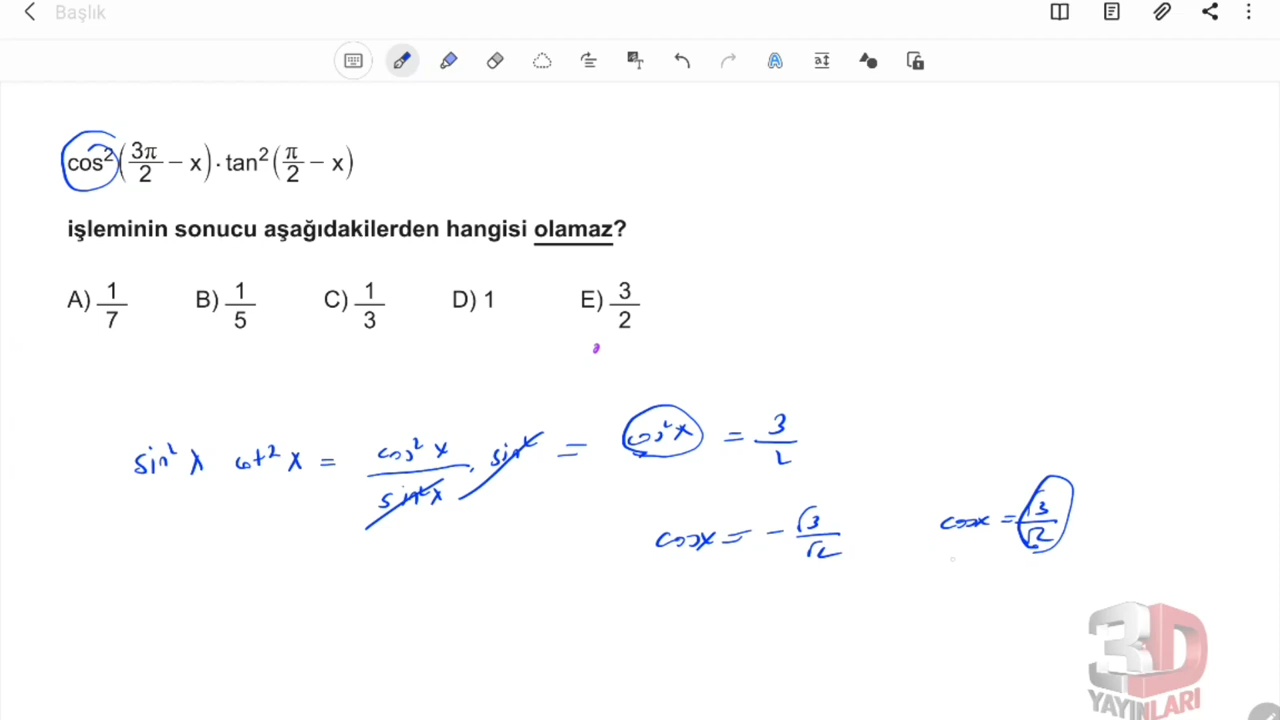 Başlık
cos²(3π/2 − x) · tan²(π/2 − x)
işleminin sonucu aşağıdakilerden hangisi olamaz?
A) 1/7 B) 1/5 C) 1/3 D) 1 E) 3/2
sin²x cot²x = cos²x/sin²x · sin² = cos²x = 3/2
cosx = − √3/√2 cosx = √3/√2
3D
YAYINLARI